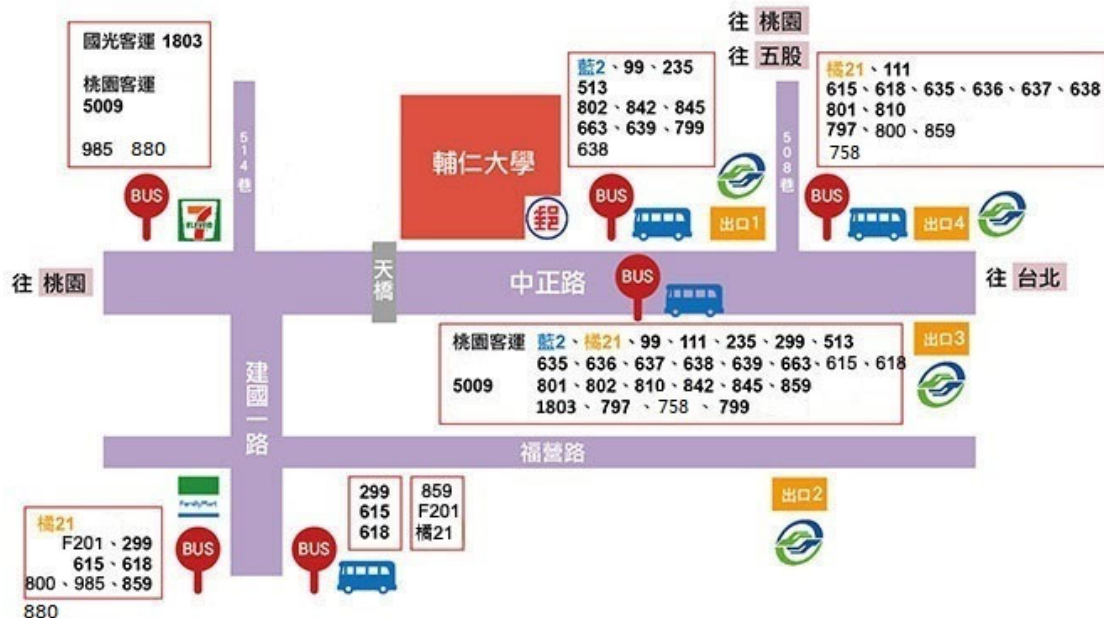 往 桃園
往 五股
國光客運 1803
桃園客運
5009
985 880
藍2、99、235
513
802、842、845
663、639、799
638
橘21、111
615、618、635、636、637、638
801、810
797、800、859
758
514巷
輔仁大學
508巷
BUS
7
ELEVEn
郵
BUS
出口1
BUS
出口4
往 桃園
天橋
中正路
BUS
往 台北
桃園客運 藍2、橘21、99、111、235、299、513
635、636、637、638、639、663、615、618
5009 801、802、810、842、845、859
1803、797、758、799
出口3
建國一路
福營路
FamilyMart
299
615
618
859
F201
橘21
出口2
橘21
F201、299
615、618
800、985、859
880
BUS
BUS